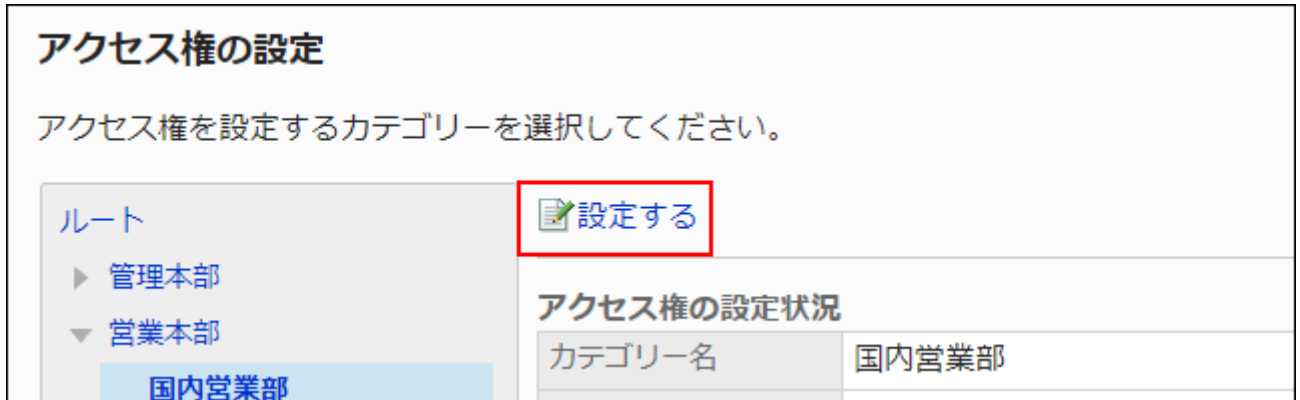 アクセス権の設定
アクセス権を設定するカテゴリーを選択してください。
ルート
管理本部
営業本部
国内営業部
設定する
アクセス権の設定状況
カテゴリー名 国内営業部